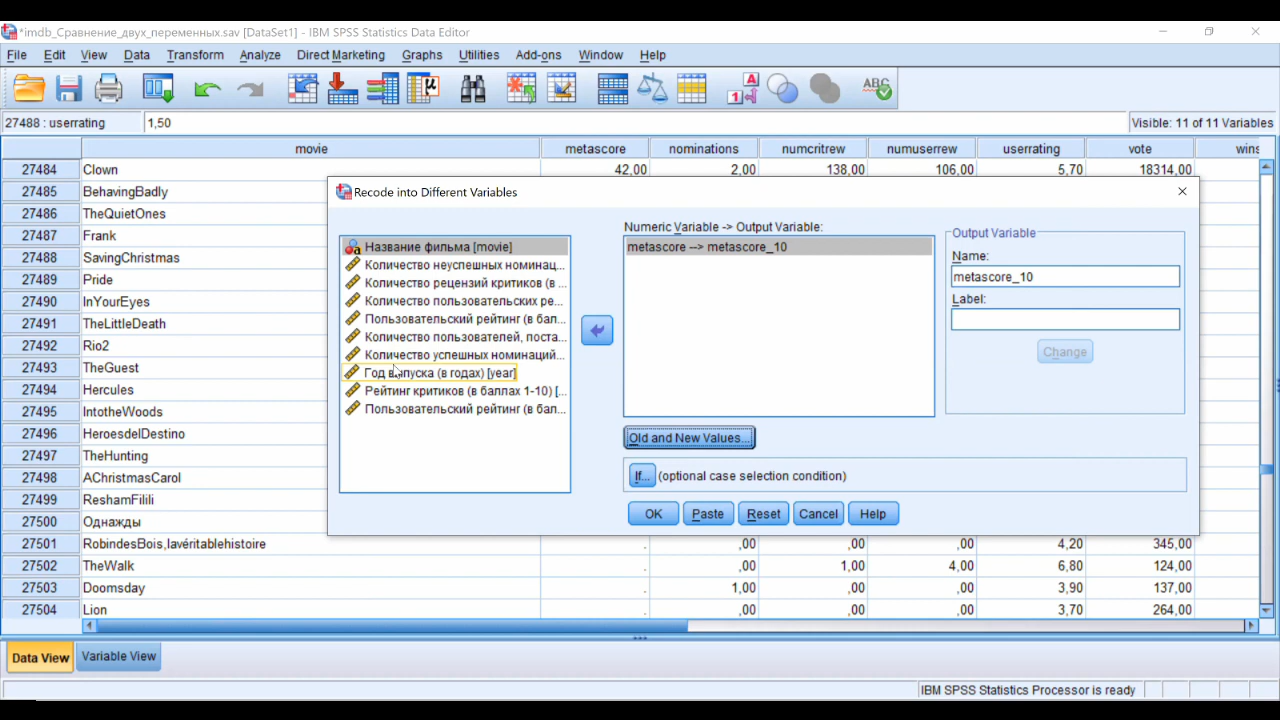 *imdb_Сравнение_двух_переменных.sav [DataSet1] - IBM SPSS Statistics Data Editor
File Edit View Data Transform Analyze Direct Marketing Graphs Utilities Add-ons Window Help
27488 : userrating 1,50 Visible: 11 of 11 Variables
movie metascore nominations numcritrew numuserrew userrating vote wins
27484 Clown 42,00 2,00 138,00 106,00 5,70 18314,00
27485 BehavingBadly
27486 TheQuietOnes
27487 Frank
27488 SavingChristmas
27489 Pride
27490 InYourEyes
27491 TheLittleDeath
27492 Rio2
27493 TheGuest
27494 Hercules
27495 IntotheWoods
27496 HeroesdelDestino
27497 TheHunting
27498 AChristmasCarol
27499 ReshamFilili
27500 Однажды
27501 RobindesBois,lavéritablehistoire . ,00 ,00 ,00 4,20 345,00
27502 TheWalk . ,00 1,00 4,00 6,80 124,00
27503 Doomsday . 1,00 ,00 ,00 3,90 137,00
27504 Lion . ,00 ,00 ,00 3,70 264,00
Recode into Different Variables
Название фильма [movie]
Количество неуспешных номинац...
Количество рецензий критиков (в ...
Количество пользовательских ре...
Пользовательский рейтинг (в бал...
Количество пользователей, поста...
Количество успешных номинаций...
Год выпуска (в годах) [year]
Рейтинг критиков (в баллах 1-10) [...
Пользовательский рейтинг (в бал...
Numeric Variable -> Output Variable:
metascore --> metascore_10
Output Variable
Name:
metascore_10
Label:
Change
Old and New Values...
If... (optional case selection condition)
OK Paste Reset Cancel Help
Data View Variable View
IBM SPSS Statistics Processor is ready